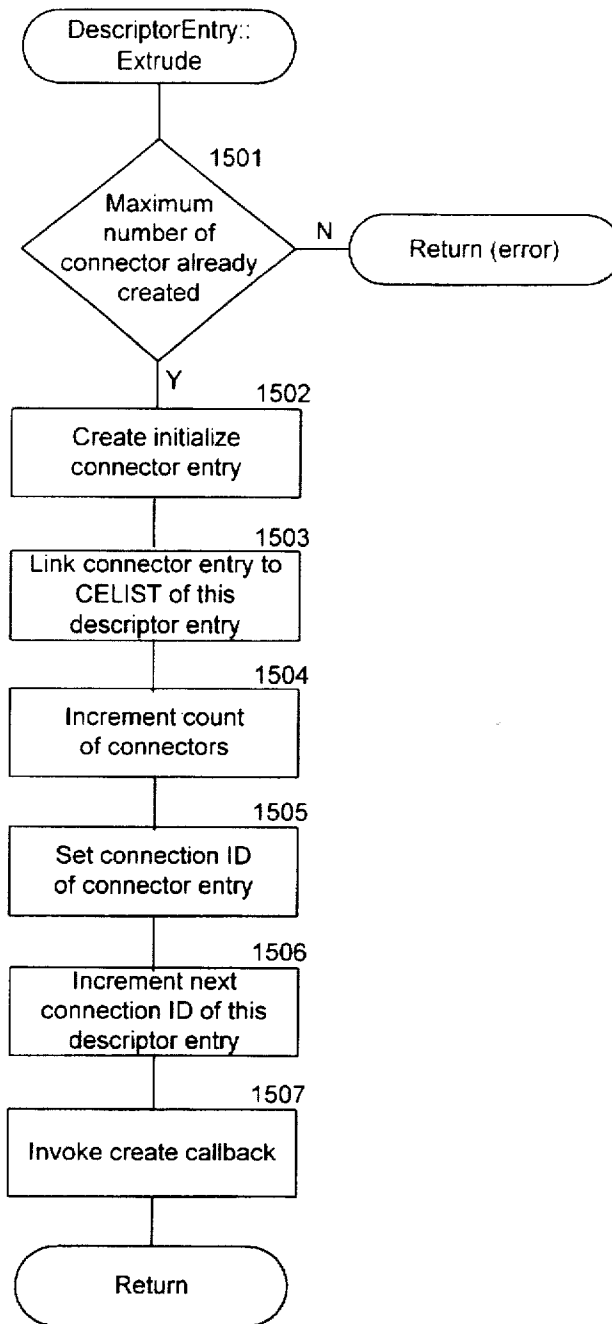 DescriptorEntry::
Extrude
1501
Maximum
number of
connector already
created
N
Return (error)
Y
1502
Create initialize
connector entry
1503
Link connector entry to
CELIST of this
descriptor entry
1504
Increment count
of connectors
1505
Set connection ID
of connector entry
1506
Increment next
connection ID of this
descriptor entry
1507
Invoke create callback
Return